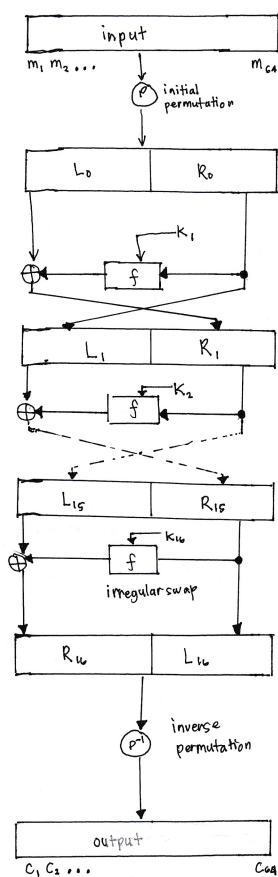 input
m₁ m₂ ... m₆₄
P initial
permutation
L₀ R₀
K₁
f
L₁ R₁
K₂
f
L₁₅ R₁₅
K₁₆
f
irregular swap
R₁₆ L₁₆
P⁻¹ inverse
permutation
output
C₁ C₂ ... C₆₄